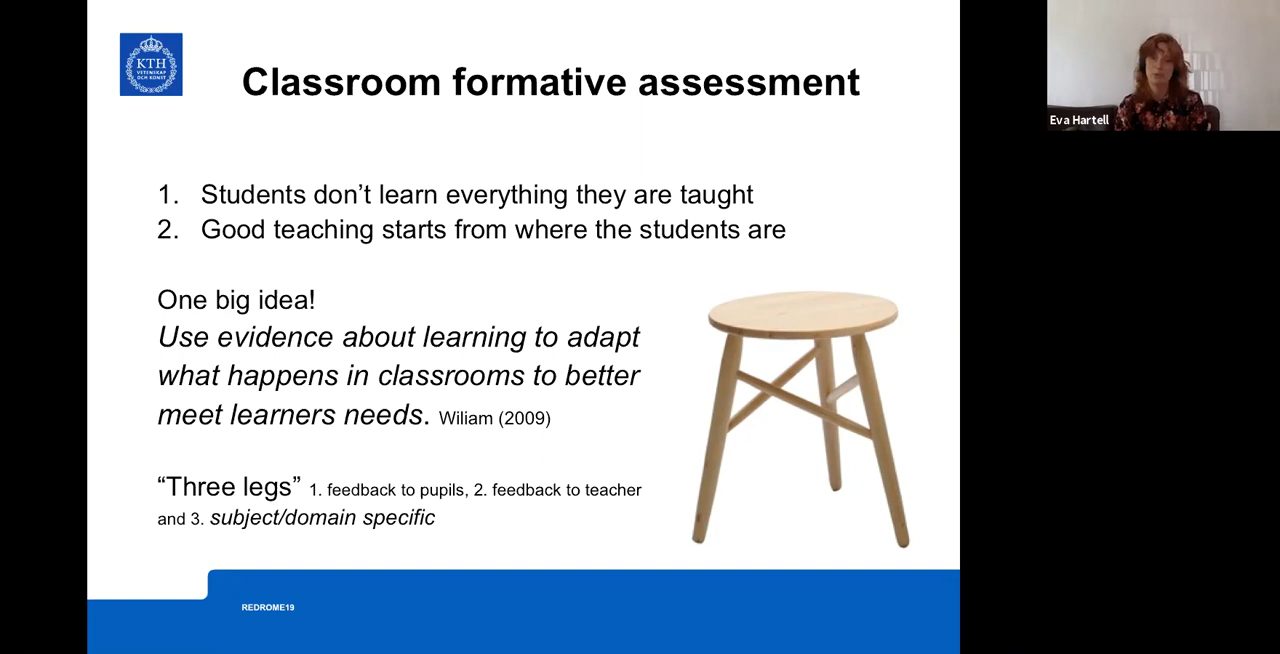 KTH
VETENSKAP
OCH KONST
Classroom formative assessment
1. Students don’t learn everything they are taught
2. Good teaching starts from where the students are
One big idea!
Use evidence about learning to adapt
what happens in classrooms to better
meet learners needs. Wiliam (2009)
“Three legs” 1. feedback to pupils, 2. feedback to teacher
and 3. subject/domain specific
REDROME19
Eva Hartell